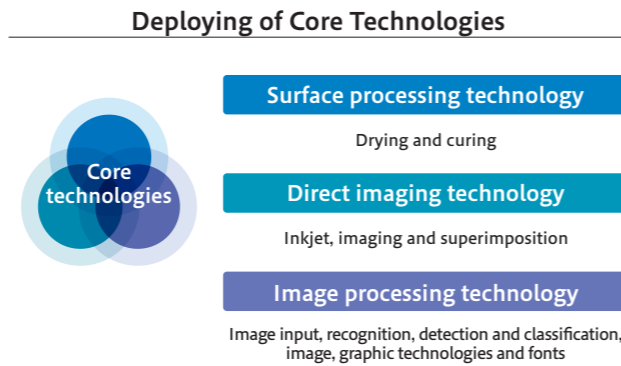 Deploying of Core Technologies
Core
technologies
Surface processing technology
Drying and curing
Direct imaging technology
Inkjet, imaging and superimposition
Image processing technology
Image input, recognition, detection and classification,
image, graphic technologies and fonts